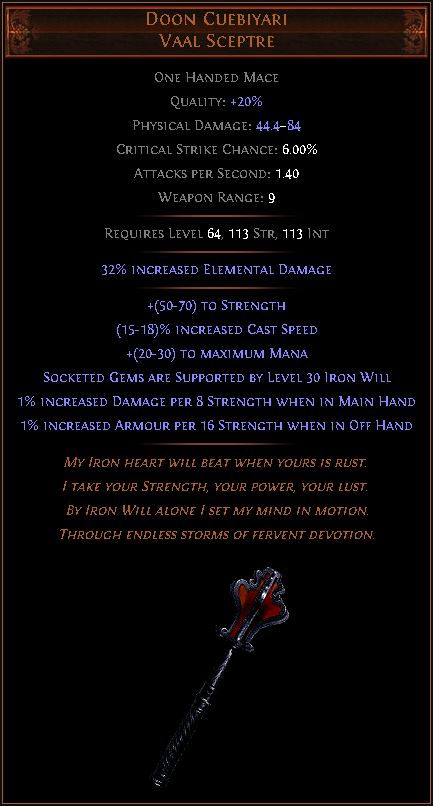 Doon Cuebiyari
Vaal Sceptre
One Handed Mace
Quality: +20%
Physical Damage: 44.4–84
Critical Strike Chance: 6.00%
Attacks per Second: 1.40
Weapon Range: 9
Requires Level 64, 113 Str, 113 Int
32% increased Elemental Damage
+(50-70) to Strength
(15-18)% increased Cast Speed
+(20-30) to maximum Mana
Socketed Gems are Supported by Level 30 Iron Will
1% increased Damage per 8 Strength when in Main Hand
1% increased Armour per 16 Strength when in Off Hand
My Iron heart will beat when yours is rust.
I take your Strength, your power, your lust.
By Iron Will alone I set my mind in motion.
Through endless storms of fervent devotion.